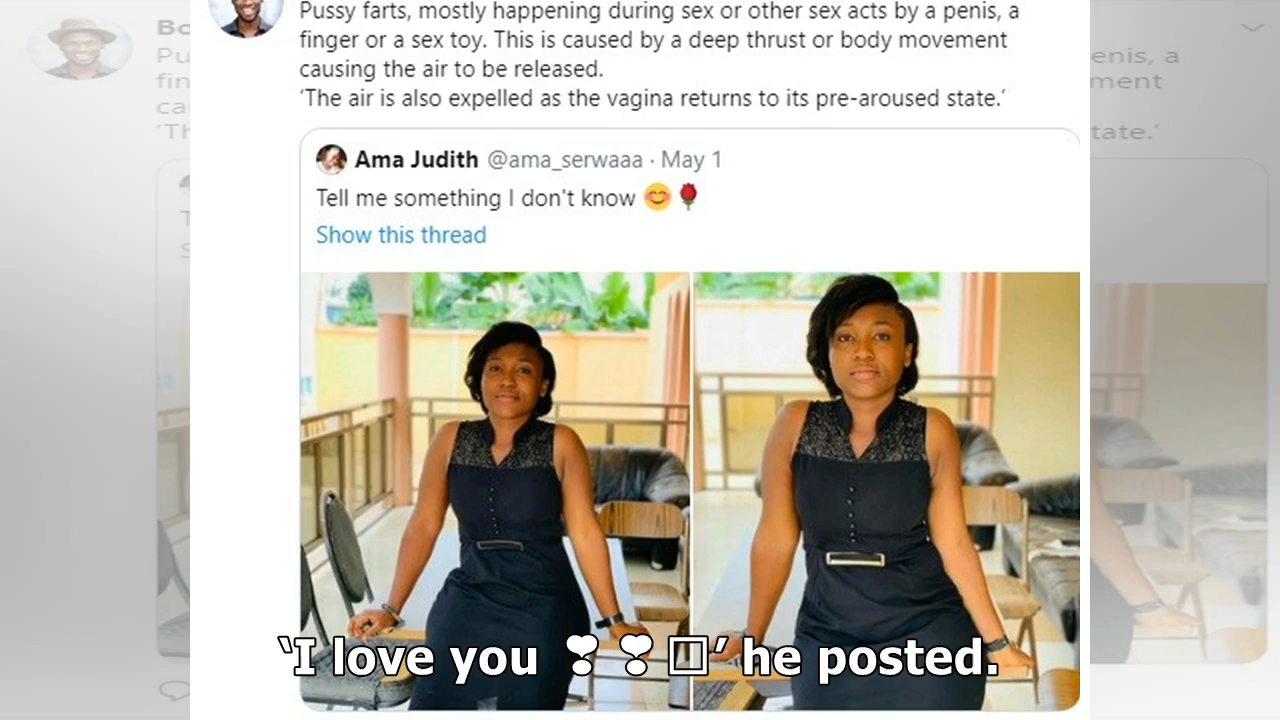 Pussy farts, mostly happening during sex or other sex acts by a penis, a
finger or a sex toy. This is caused by a deep thrust or body movement
causing the air to be released.
‘The air is also expelled as the vagina returns to its pre-aroused state.’
Ama Judith @ama_serwaaa · May 1
Tell me something I don't know 😊🌹
Show this thread
‘I love you ❣❣□’ he posted.